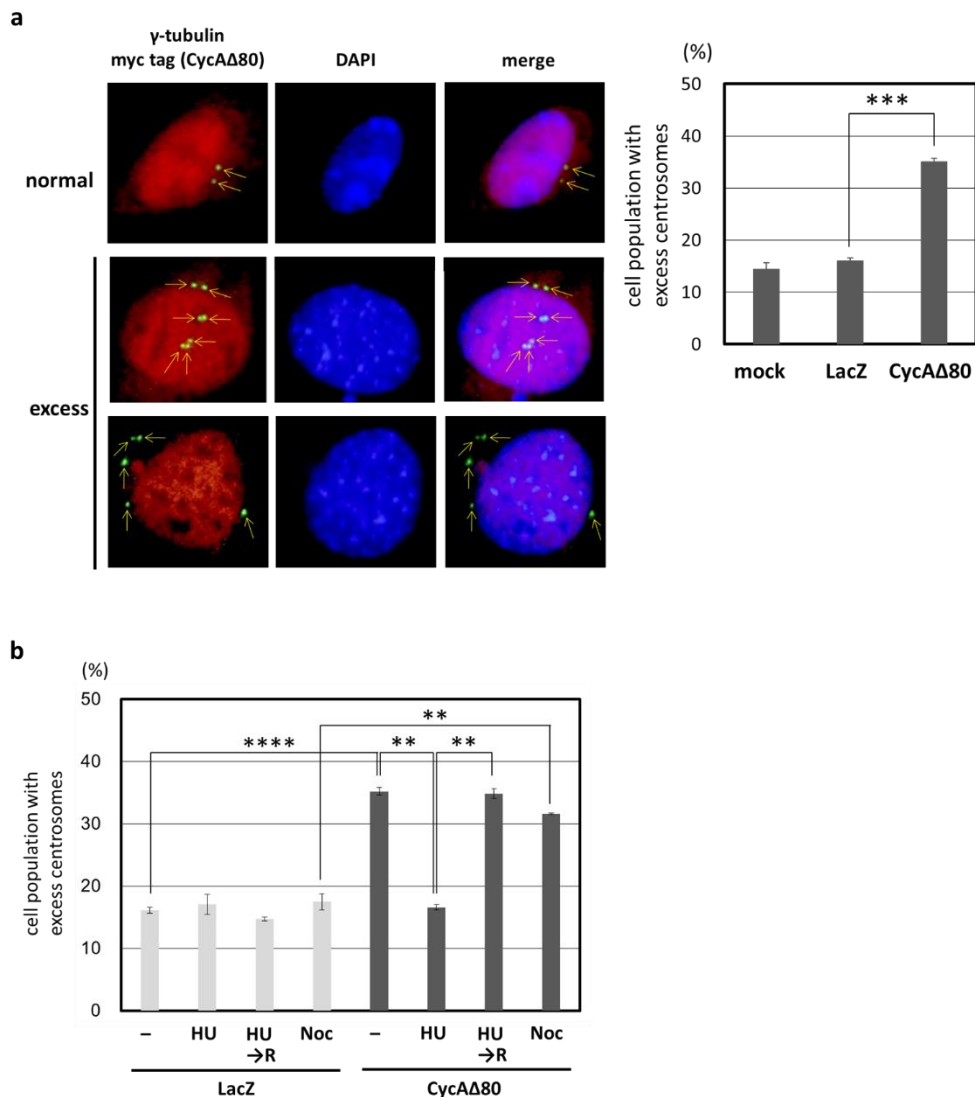 a
γ-tubulin
myc tag (CycAΔ80)
DAPI
merge
normal
excess
(%)
cell population with
excess centrosomes
50
40
30
20
10
0
***
mock
LacZ
CycAΔ80
b
(%)
cell population with
excess centrosomes
50
40
30
20
10
0
**
****
**
**
–
HU
HU
→R
Noc
–
HU
HU
→R
Noc
LacZ
CycAΔ80